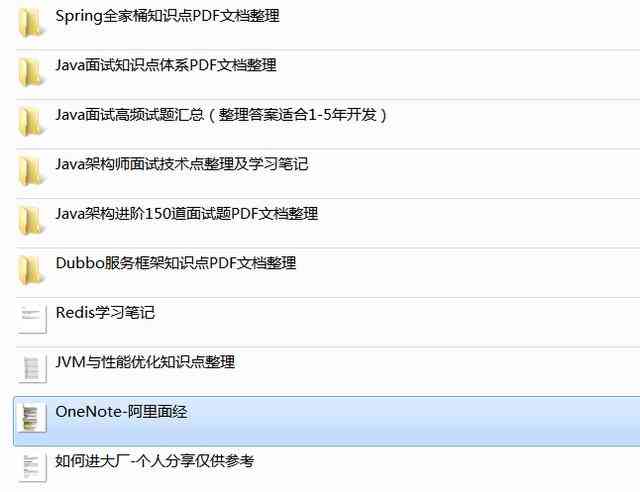 Spring全家桶知识点PDF文档整理
Java面试知识点体系PDF文档整理
Java面试高频试题汇总（整理答案适合1-5年开发）
Java架构师面试技术点整理及学习笔记
Java架构进阶150道面试题PDF文档整理
Dubbo服务框架知识点PDF文档整理
Redis学习笔记
JVM与性能优化知识点整理
OneNote-阿里面经
如何进大厂-个人分享仅供参考